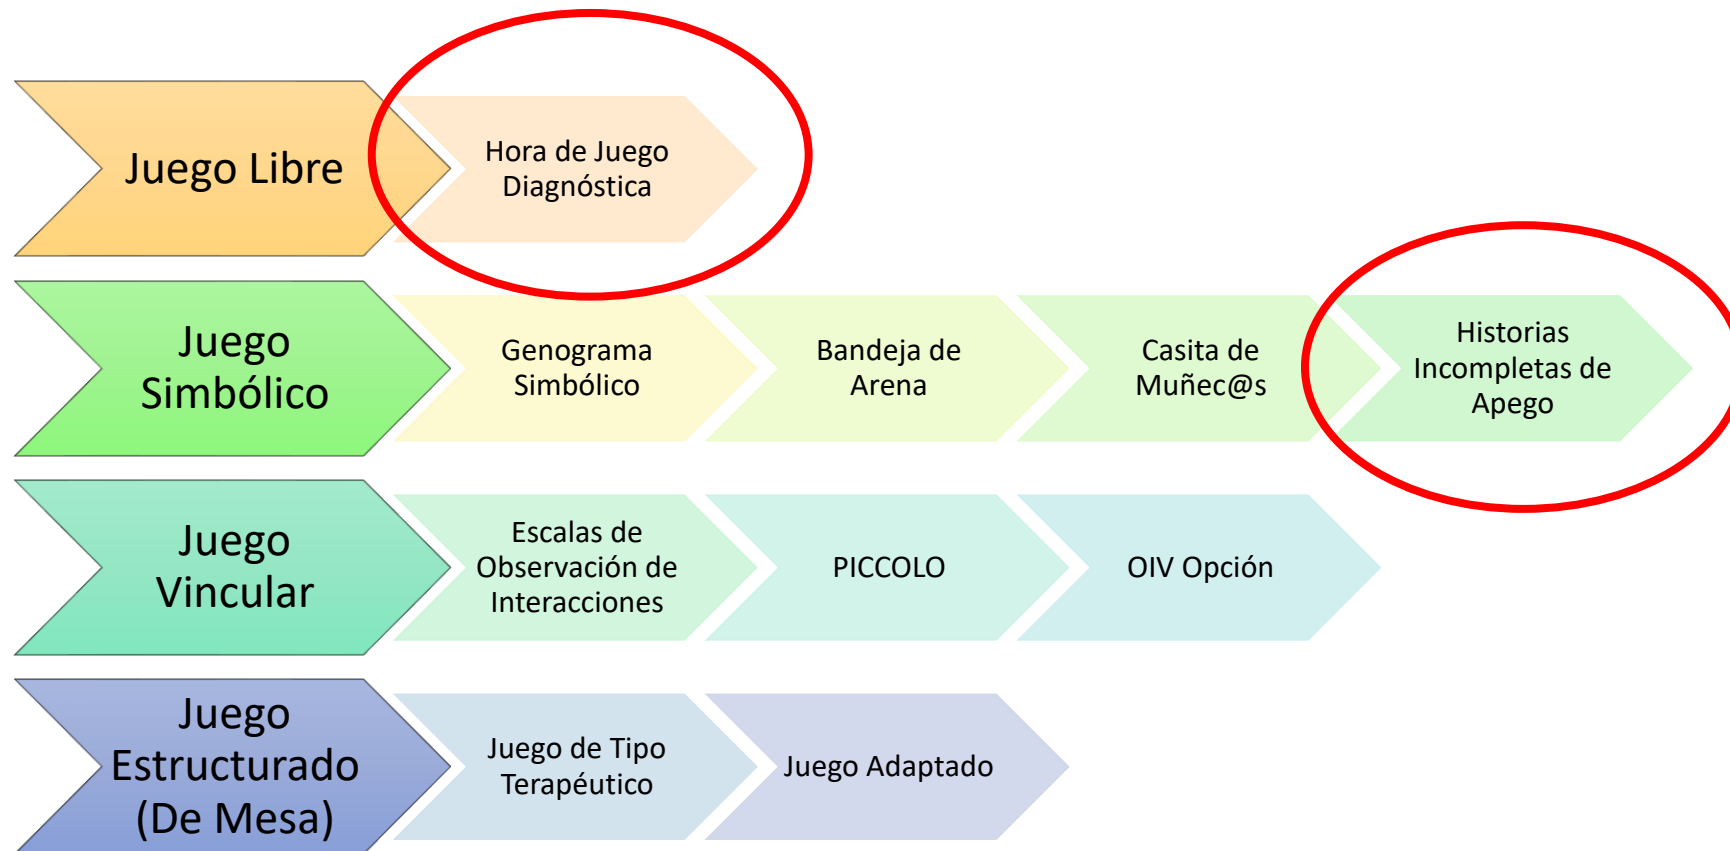 Juego Libre
Hora de Juego
Diagnóstica
Juego
Simbólico
Genograma
Simbólico
Bandeja de
Arena
Casita de
Muñec@s
Historias
Incompletas de
Apego
Juego
Vincular
Escalas de
Observación de
Interacciones
PICCOLO
OIV Opción
Juego
Estructurado
(De Mesa)
Juego de Tipo
Terapéutico
Juego Adaptado